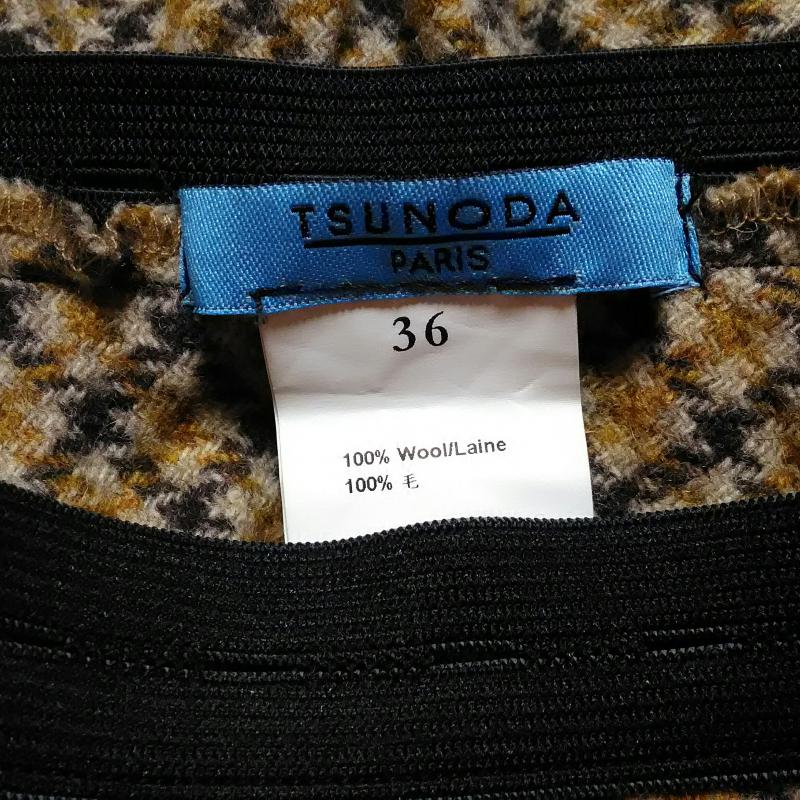 TSUNODA
PARIS
36
100% Wool/Laine
100% 毛